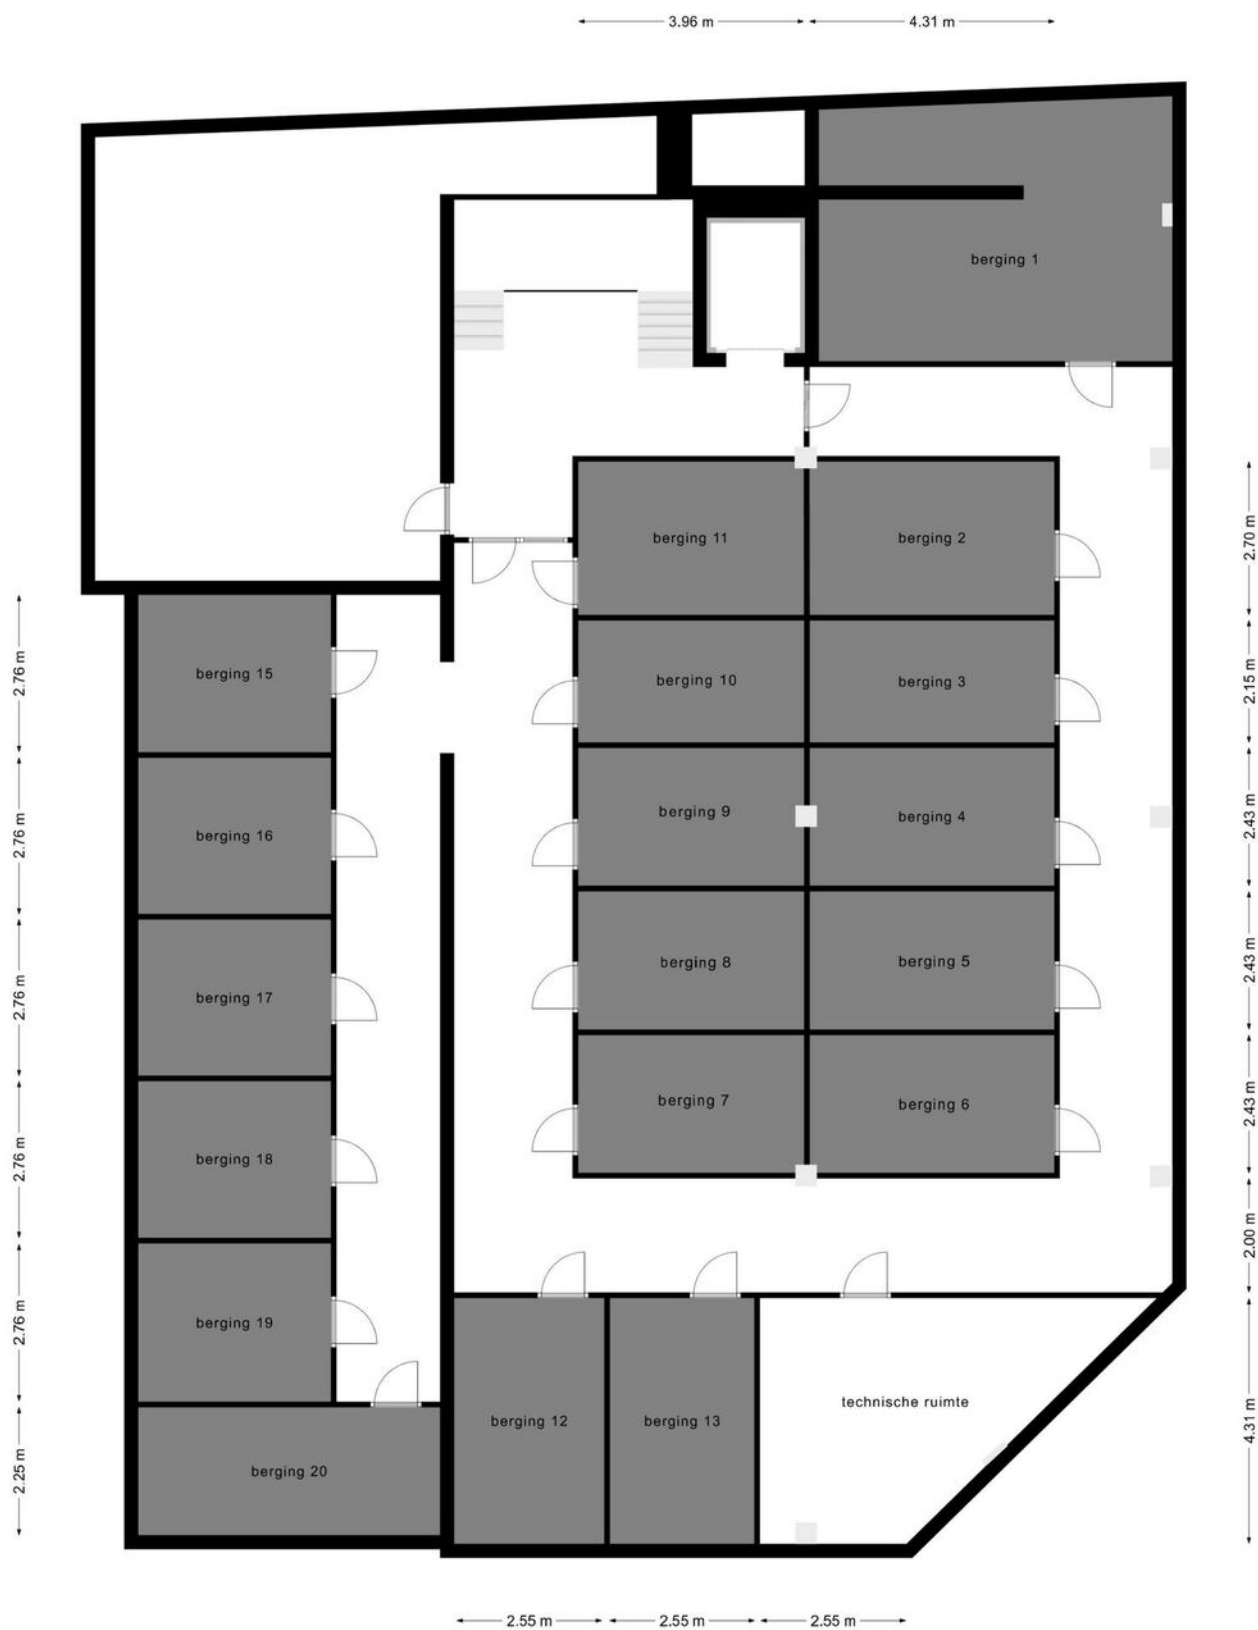 3.96 m
4.31 m
berging 1
berging 11
berging 2
2.70 m
berging 15
2.76 m
berging 10
berging 3
2.15 m
berging 16
2.76 m
berging 9
berging 4
2.43 m
berging 17
2.76 m
berging 8
berging 5
2.43 m
berging 18
2.76 m
berging 7
berging 6
2.43 m
2.00 m
berging 19
2.76 m
berging 12
berging 13
technische ruimte
4.31 m
berging 20
2.25 m
2.55 m
2.55 m
2.55 m